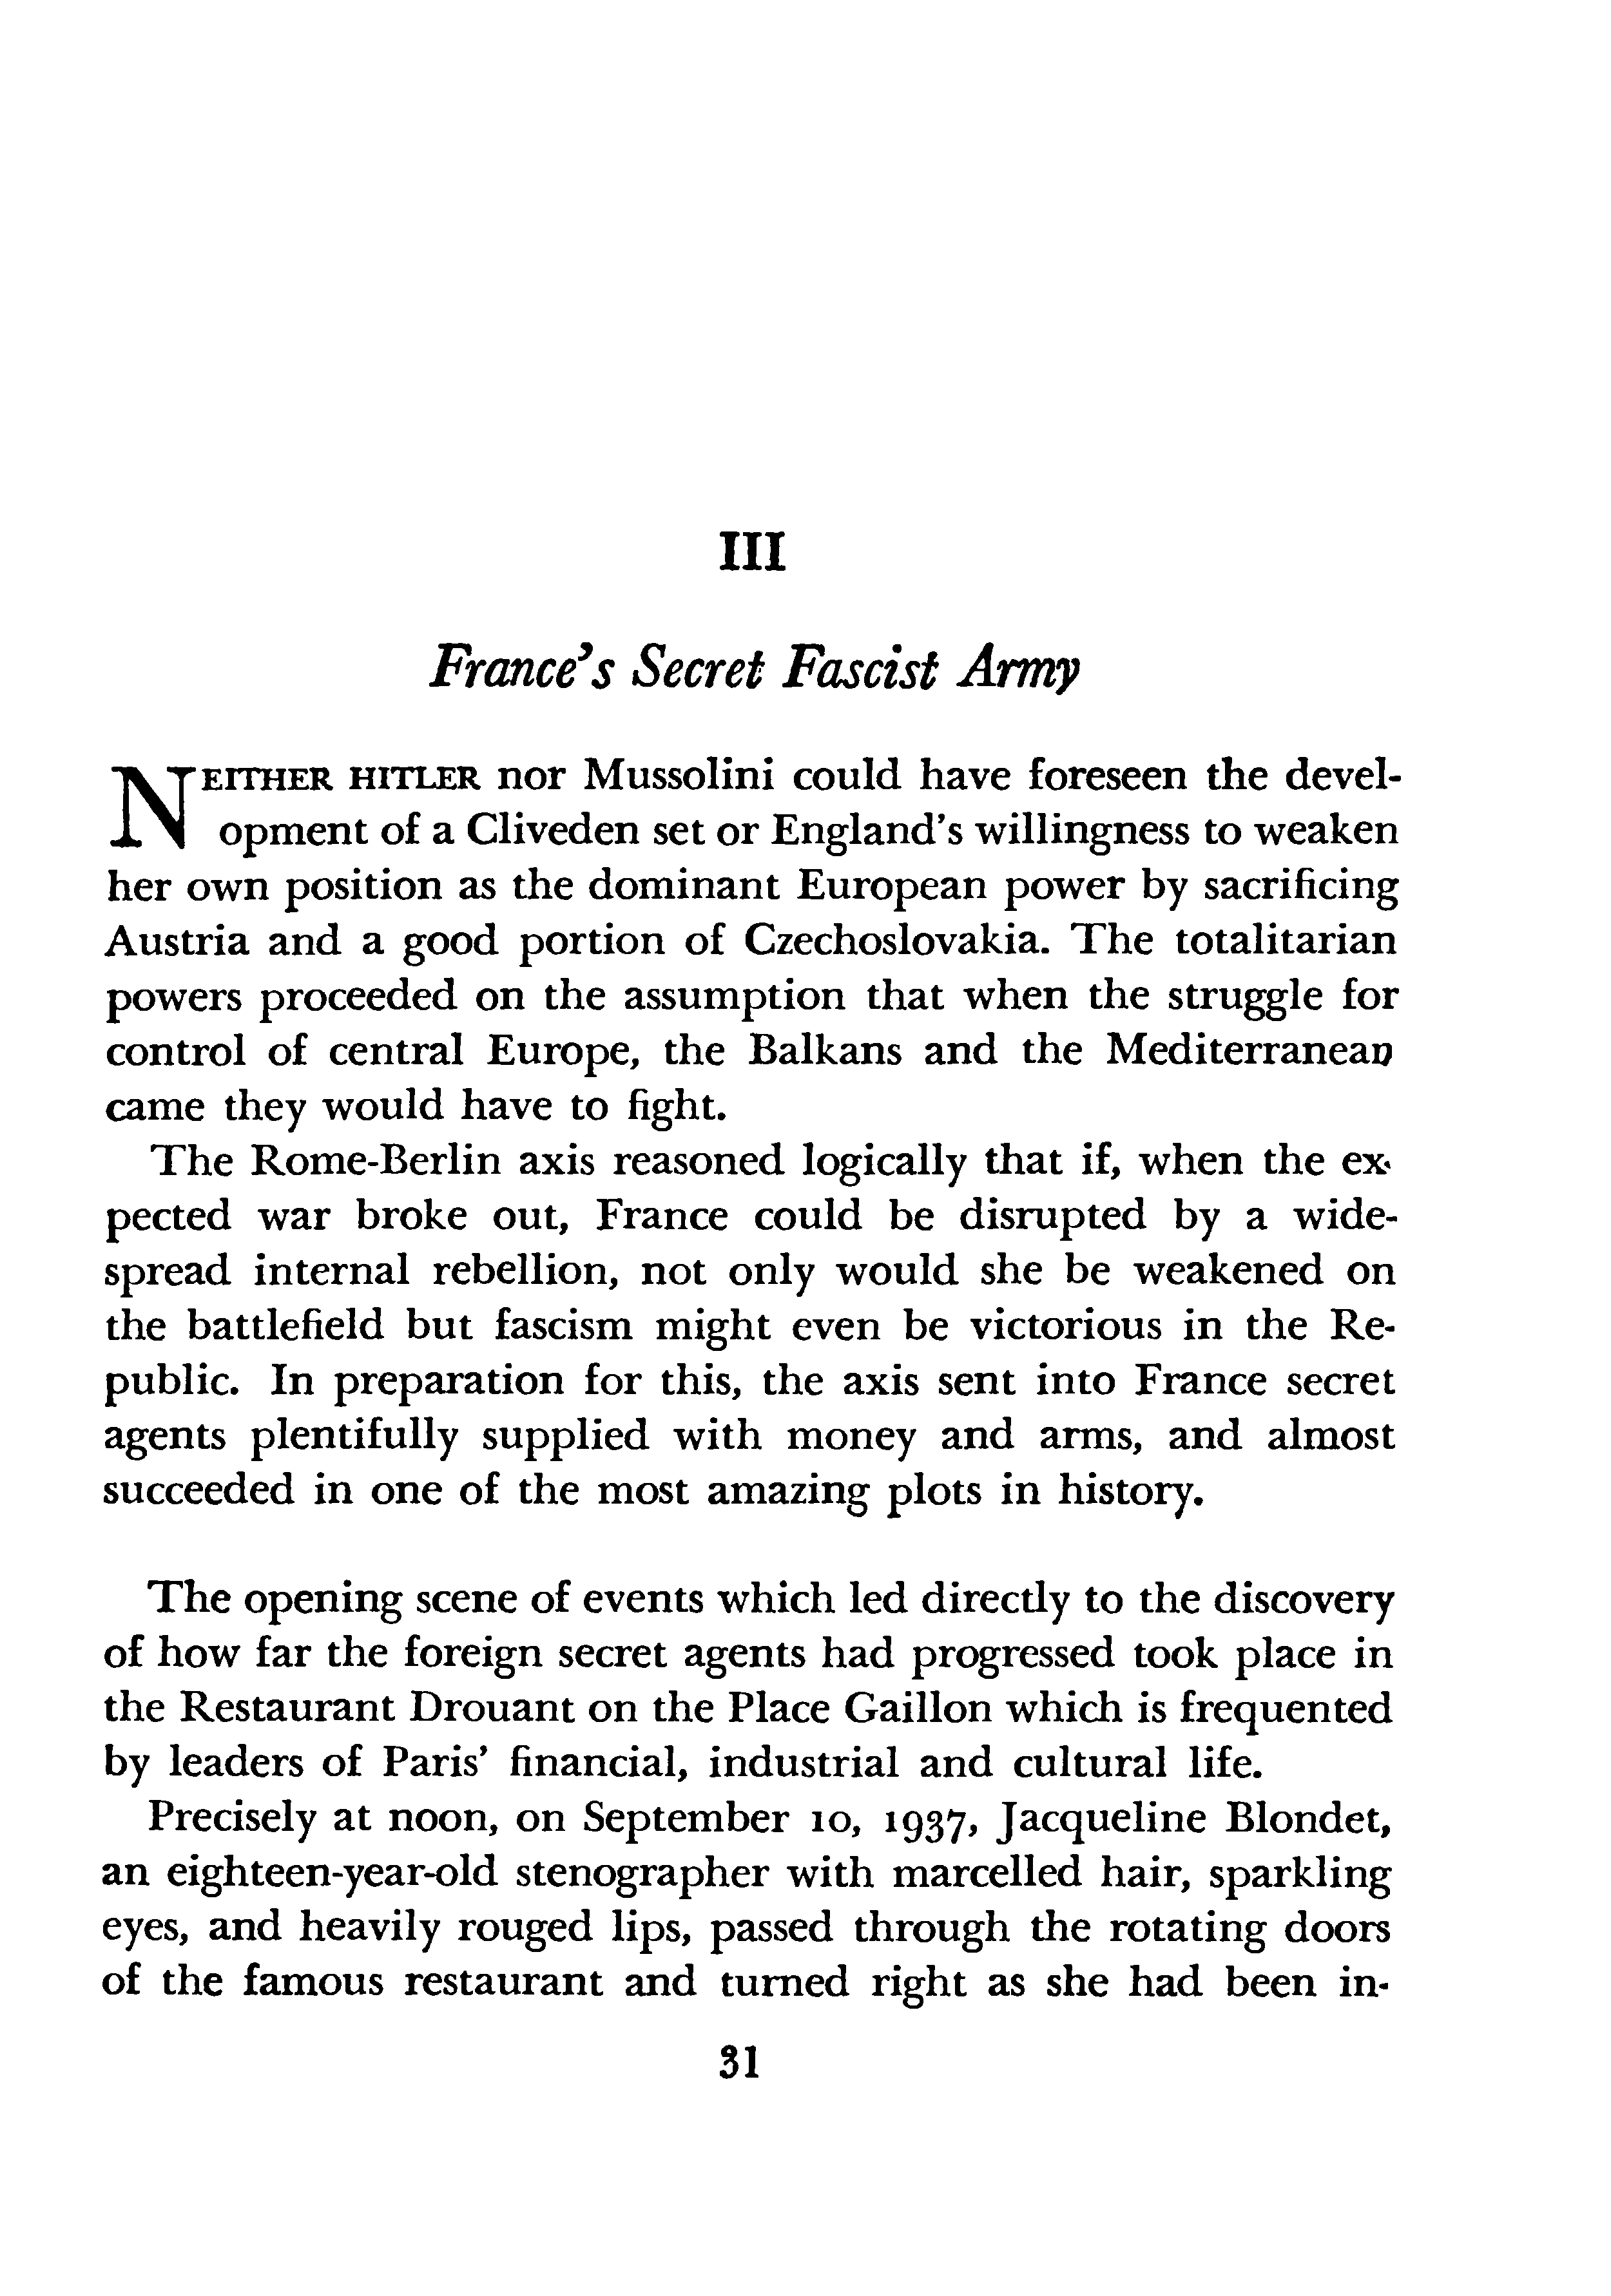 III
France's Secret Fascist Army
NEITHER HITLER nor Mussolini could have foreseen the devel-
opment of a Cliveden set or England's willingness to weaken
her own position as the dominant European power by sacrificing
Austria and a good portion of Czechoslovakia. The totalitarian
powers proceeded on the assumption that when the struggle for
control of central Europe, the Balkans and the Mediterranean
came they would have to fight.
The Rome-Berlin axis reasoned logically that if, when the ex-
pected war broke out, France could be disrupted by a wide-
spread internal rebellion, not only would she be weakened on
the battlefield but fascism might even be victorious in the Re-
public. In preparation for this, the axis sent into France secret
agents plentifully supplied with money and arms, and almost
succeeded in one of the most amazing plots in history.
The opening scene of events which led directly to the discovery
of how far the foreign secret agents had progressed took place in
the Restaurant Drouant on the Place Gaillon which is frequented
by leaders of Paris' financial, industrial and cultural life.
Precisely at noon, on September 10, 1937, Jacqueline Blondet,
an eighteen-year-old stenographer with marcelled hair, sparkling
eyes, and heavily rouged lips, passed through the rotating doors
of the famous restaurant and turned right as she had been in-
31